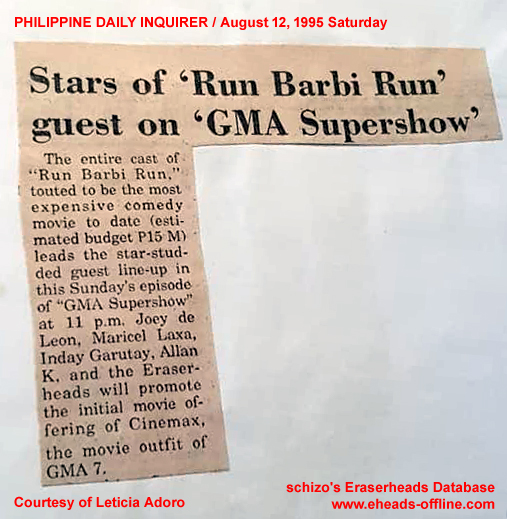 PHILIPPINE DAILY INQUIRER / August 12, 1995 Saturday
Stars of ‘Run Barbi Run’
guest on ‘GMA Supershow’
The entire cast of
“Run Barbi Run,”
touted to be the most
expensive comedy
movie to date (esti-
mated budget P15 M)
leads the star-stud-
ded guest line-up in
this Sunday's episode
of “GMA Supershow”
at 11 p.m. Joey de
Leon, Maricel Laxa,
Inday Garutay, Allan
K, and the Eraser-
heads will promote
the initial movie of-
fering of Cinemax,
the movie outfit of
GMA 7.
schizo's Eraserheads Database
Courtesy of Leticia Adoro
www.eheads-offline.com